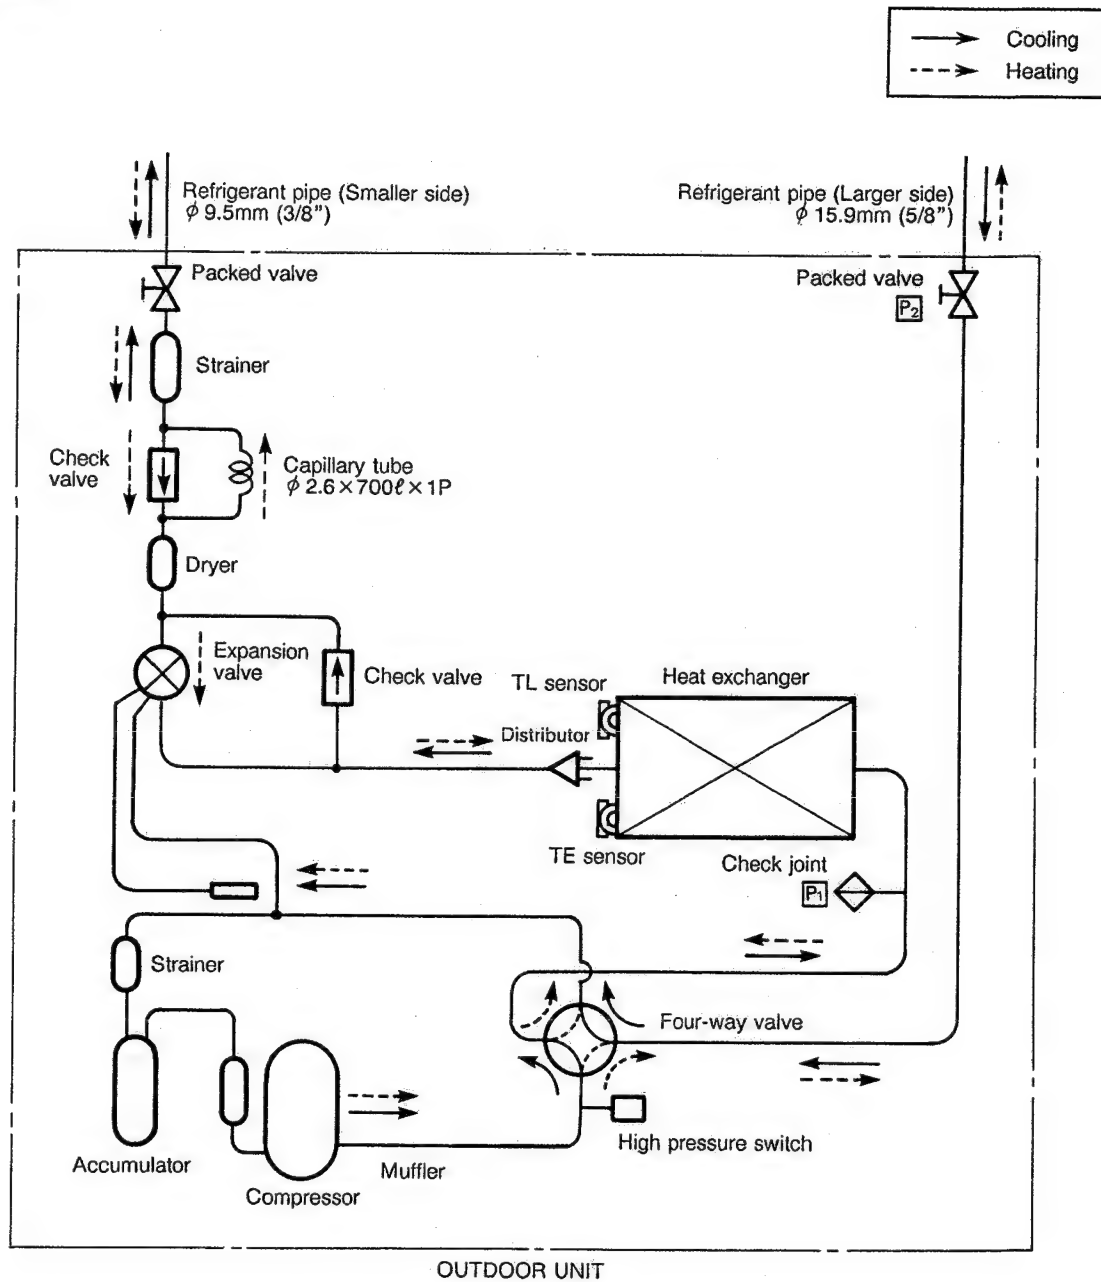 Cooling
Heating
Refrigerant pipe (Smaller side)
φ 9.5mm (3/8")
Refrigerant pipe (Larger side)
φ 15.9mm (5/8")
Packed valve
Packed valve
P₂
Strainer
Check
valve
Capillary tube
φ 2.6×700ℓ×1P
Dryer
Expansion
valve
Check valve
TL sensor
Heat exchanger
Distributor
TE sensor
Check joint
P₁
Strainer
Four-way valve
High pressure switch
Accumulator
Muffler
Compressor
OUTDOOR UNIT